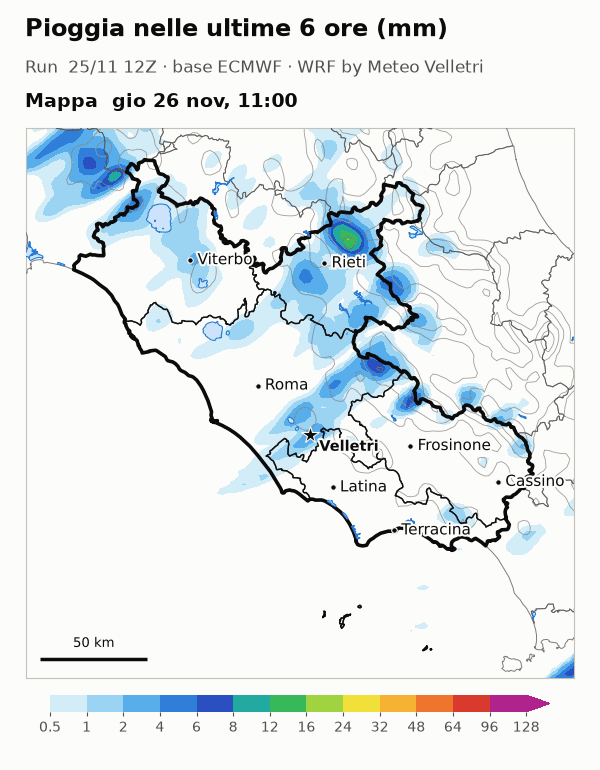 Pioggia nelle ultime 6 ore (mm)
Run  25/11 12Z · base ECMWF · WRF by Meteo Velletri
Mappa  gio 26 nov, 11:00
Viterbo
Rieti
Roma
Velletri
Frosinone
Latina
Cassino
Terracina
50 km
0.5 1 2 4 6 8 12 16 24 32 48 64 96 128